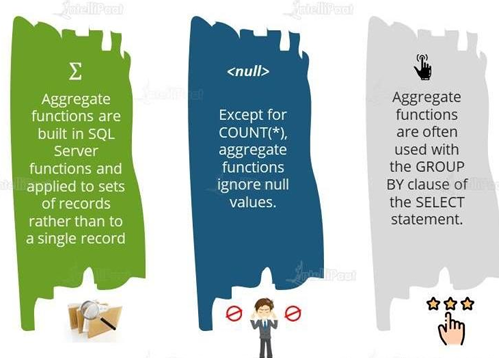 Σ
Aggregate
functions are
built in SQL
Server
functions and
applied to sets
of records
rather than to
a single record
<null>
Except for
COUNT(*),
aggregate
functions
ignore null
values.
Aggregate
functions
are often
used with
the GROUP
BY clause of
the SELECT
statement.